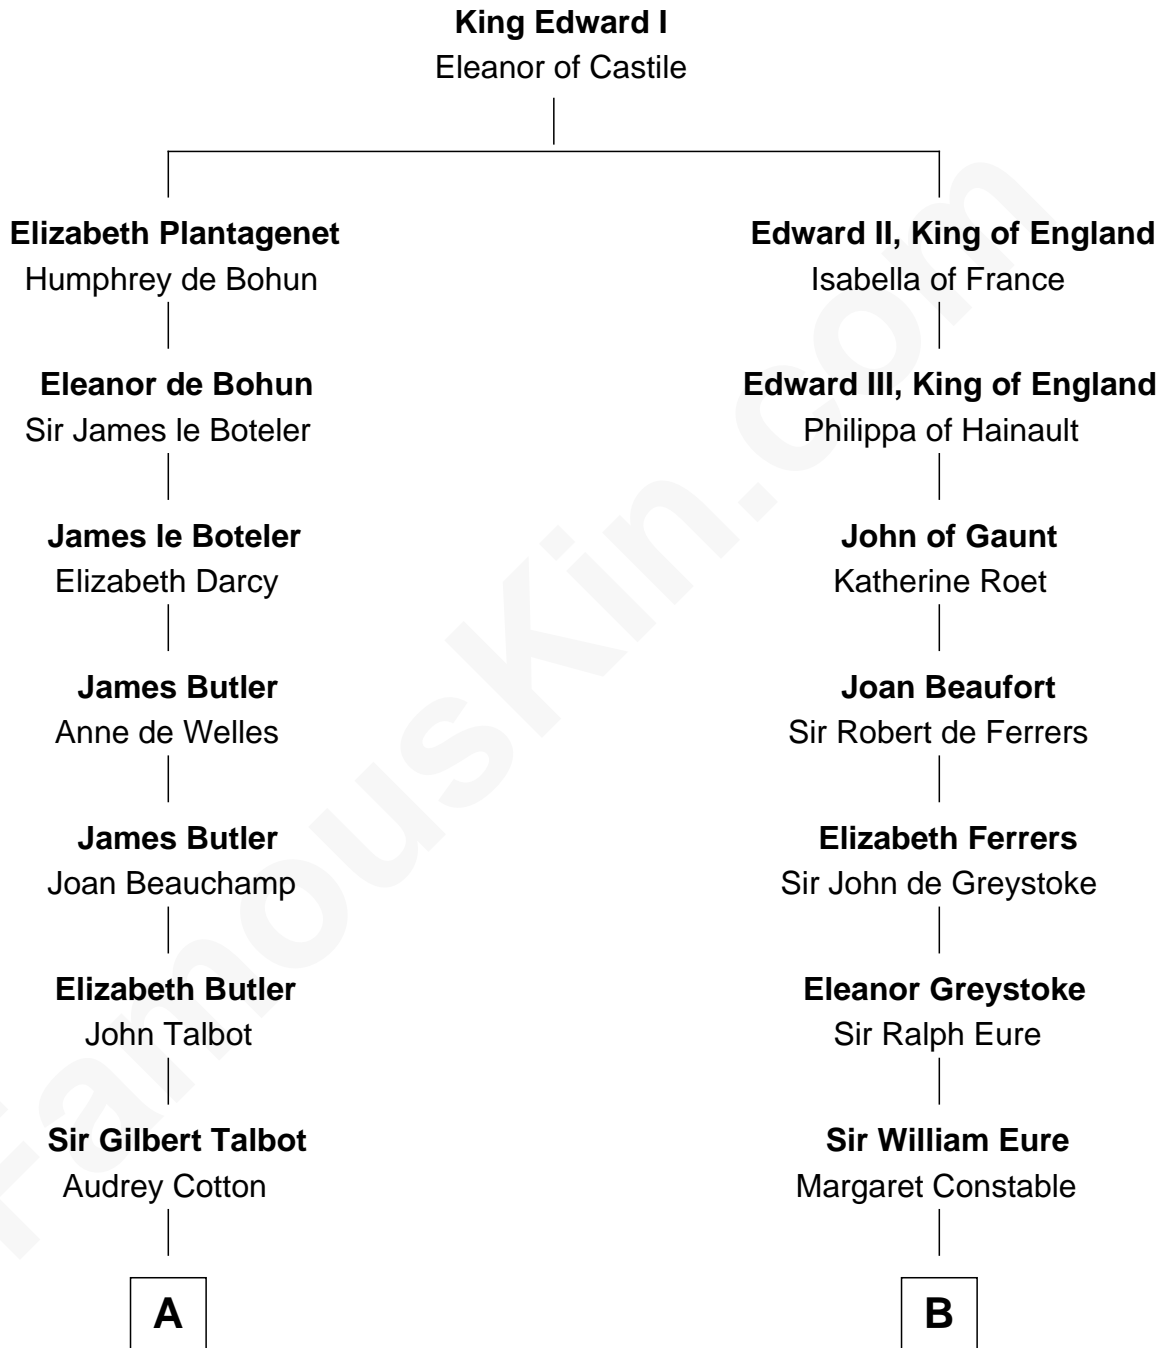 King Edward I
Eleanor of Castile
Elizabeth Plantagenet
Humphrey de Bohun
Edward II, King of England
Isabella of France
Eleanor de Bohun
Sir James le Boteler
Edward III, King of England
Philippa of Hainault
James le Boteler
Elizabeth Darcy
John of Gaunt
Katherine Roet
James Butler
Anne de Welles
Joan Beaufort
Sir Robert de Ferrers
James Butler
Joan Beauchamp
Elizabeth Ferrers
Sir John de Greystoke
Elizabeth Butler
John Talbot
Eleanor Greystoke
Sir Ralph Eure
Sir Gilbert Talbot
Audrey Cotton
Sir William Eure
Margaret Constable
A
B
FamousKin.com